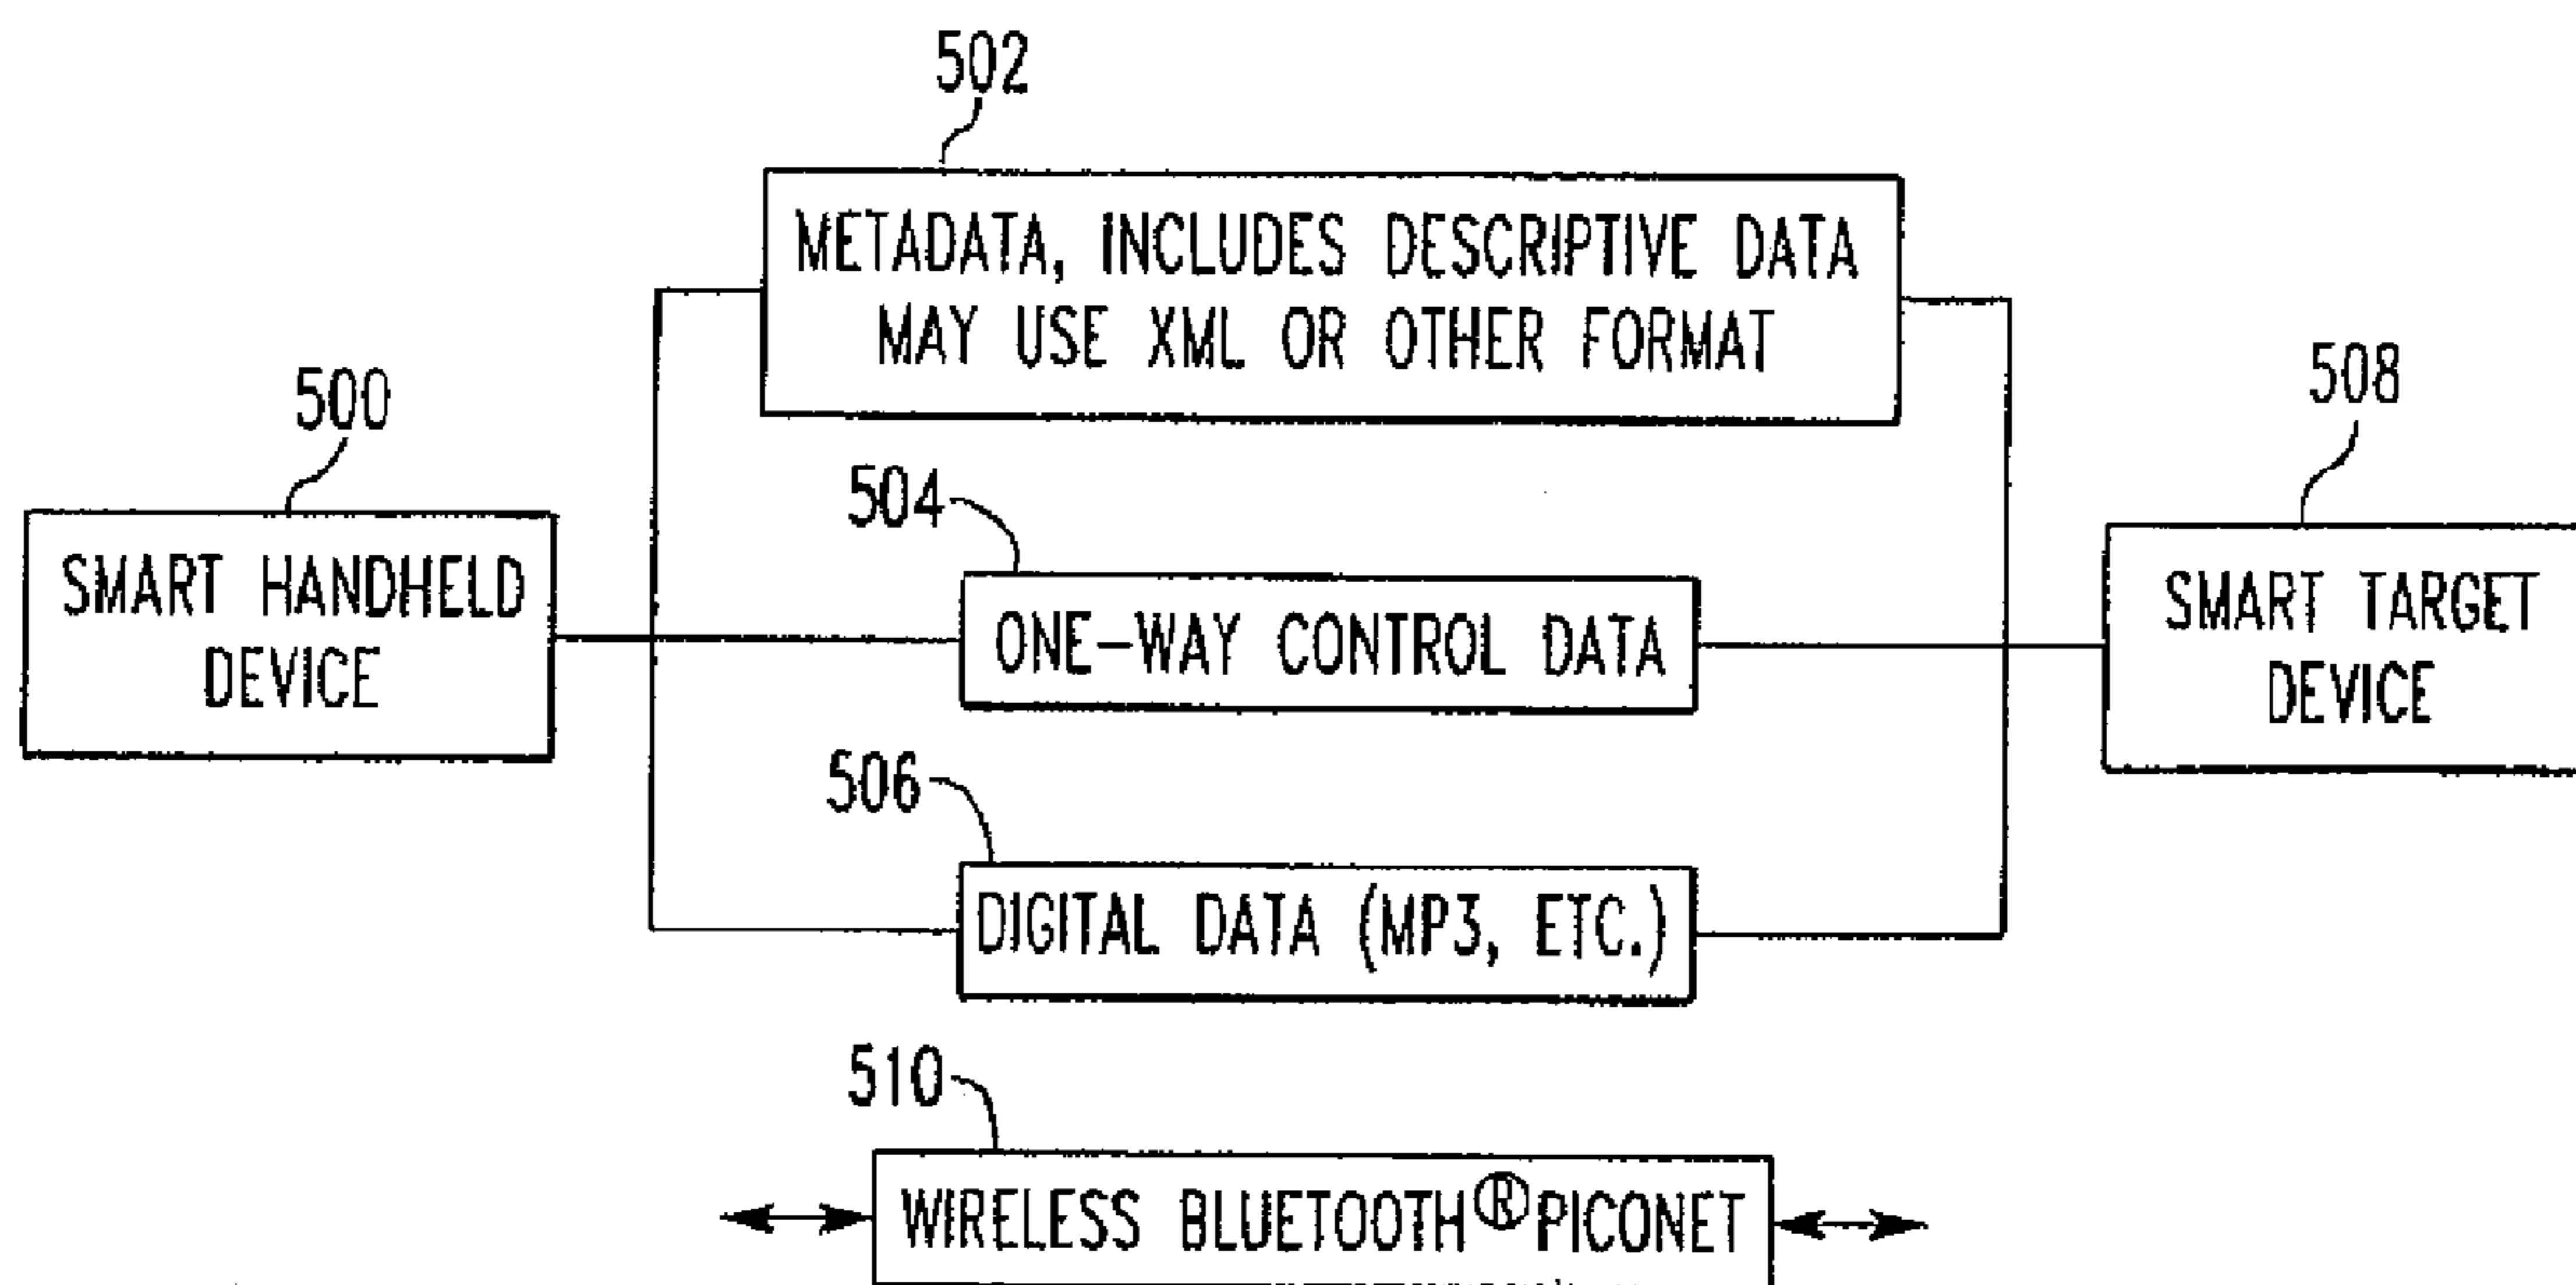 502
METADATA, INCLUDES DESCRIPTIVE DATA
MAY USE XML OR OTHER FORMAT
500
SMART HANDHELD
DEVICE
504
ONE-WAY CONTROL DATA
508
SMART TARGET
DEVICE
506
DIGITAL DATA (MP3, ETC.)
510
WIRELESS BLUETOOTH® PICONET